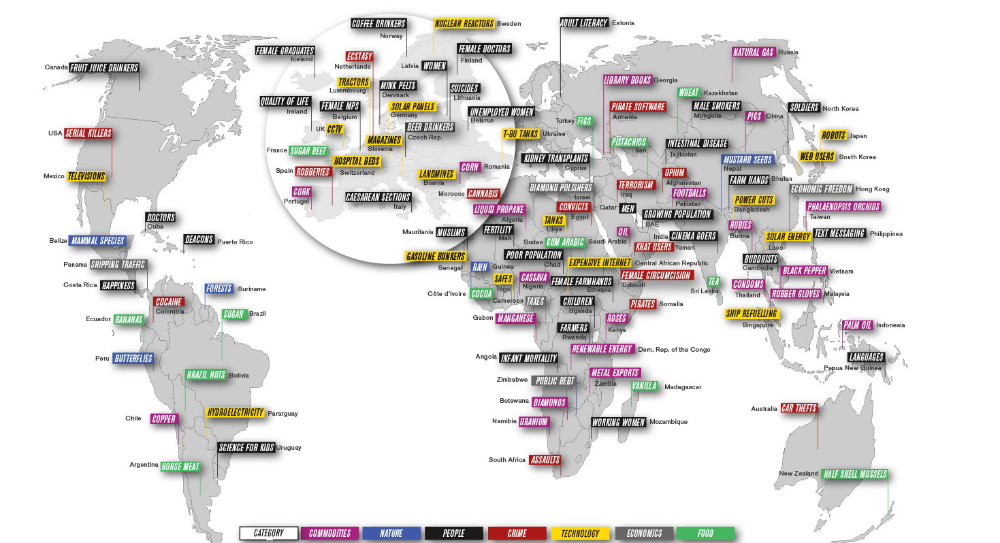 COFFEE DRINKERS
Norway
NUCLEAR REACTORS Sweden
ADULT LITERACY Estonia
FEMALE GRADUATES
Iceland
ECSTASY
Netherlands
FEMALE DOCTORS
Finland
NATURAL GAS Russia
Canada FRUIT JUICE DRINKERS
Latvia WOMEN
TRACTORS
Luxembourg
MINK PELTS
Denmark
SUICIDES
Lithuania
LIBRARY BOOKS Georgia
WHEAT Kazakhstan
QUALITY OF LIFE
Ireland
FEMALE MPS
Belgium
SOLAR PANELS
Germany
UNEMPLOYED WOMEN
Belarus
PIRATE SOFTWARE
Armenia
MALE SMOKERS
Mongolia
PIGS China
SOLDIERS North Korea
Turkey FIGS
USA SERIAL KILLERS
UK CCTV
BEER DRINKERS
Czech Rep.
T-80 TANKS Ukraine
ROBOTS Japan
MAGAZINES
Slovenia
PISTACHIOS
Iran
INTESTINAL DISEASE
Tajikistan
France SUGAR BEET
HOSPITAL BEDS
Switzerland
KIDNEY TRANSPLANTS
Cyprus
MUSTARD SEEDS
Nepal
WEB USERS South Korea
Spain ROBBERIES
LANDMINES
Bosnia
CORN Romania
OPIUM
Afghanistan
FARM HANDS Bhutan
Mexico TELEVISIONS
CORK
Portugal
CAESAREAN SECTIONS
Italy
Morocco CANNABIS
DIAMOND POLISHERS
Israel
TERRORISM
Iraq
FOOTBALLS
Pakistan
POWER CUTS
Bangladesh
ECONOMIC FREEDOM Hong Kong
LIQUID PROPANE
Algeria
CONVICTS
Egypt
Qatar MEN
GROWING POPULATION
UAE
PHALAENOPSIS ORCHIDS
Taiwan
DOCTORS
Cuba
TANKS
Libya
RUBIES
Burma
Mauritania MUSLIMS
FERTILITY
Mali
OIL
Saudi Arabia
India CINEMA GOERS
SOLAR ENERGY
Laos
TEXT MESSAGING Philippines
Belize MAMMAL SPECIES
DEACONS Puerto Rico
Sudan GUM ARABIC
KHAT USERS Yemen
GASOLINE BUNKERS
Senegal
POOR POPULATION
Chad
EXPENSIVE INTERNET Central African Republic
BUDDHISTS
Cambodia
Panama SHIPPING TRAFFIC
RAIN Guinea
SAFES
Togo
CASSAVA
Nigeria
FEMALE FARMHANDS
Ethiopia
FEMALE CIRCUMCISION
Djibouti
TEA
Sri Lanka
CONDOMS
Thailand
BLACK PEPPER Vietnam
Costa Rica HAPPINESS
FORESTS Suriname
Côte d'Ivoire COCOA
Cameroon TAXES
CHILDREN
Uganda
PIRATES Somalia
RUBBER GLOVES Malaysia
COCAINE
Colombia
Ecuador BANANAS
SUGAR Brazil
Gabon MANGANESE
FARMERS
Rwanda
ROSES
Kenya
SHIP REFUELLING
Singapore
PALM OIL Indonesia
Peru BUTTERFLIES
Angola INFANT MORTALITY
RENEWABLE ENERGY Dem. Rep. of the Congo
LANGUAGES
Papua New Guinea
BRAZIL NUTS Bolivia
Zimbabwe PUBLIC DEBT
METAL EXPORTS
Zambia
VANILLA Madagascar
Botswana DIAMONDS
Australia CAR THEFTS
HYDROELECTRICITY Pararguay
Chile COPPER
Namibia URANIUM
WORKING WOMEN Mozambique
SCIENCE FOR KIDS Uruguay
Argentina HORSE MEAT
South Africa ASSAULTS
New Zealand HALF SHELL MUSSELS
CATEGORY COMMODITIES NATURE PEOPLE CRIME TECHNOLOGY ECONOMICS FOOD